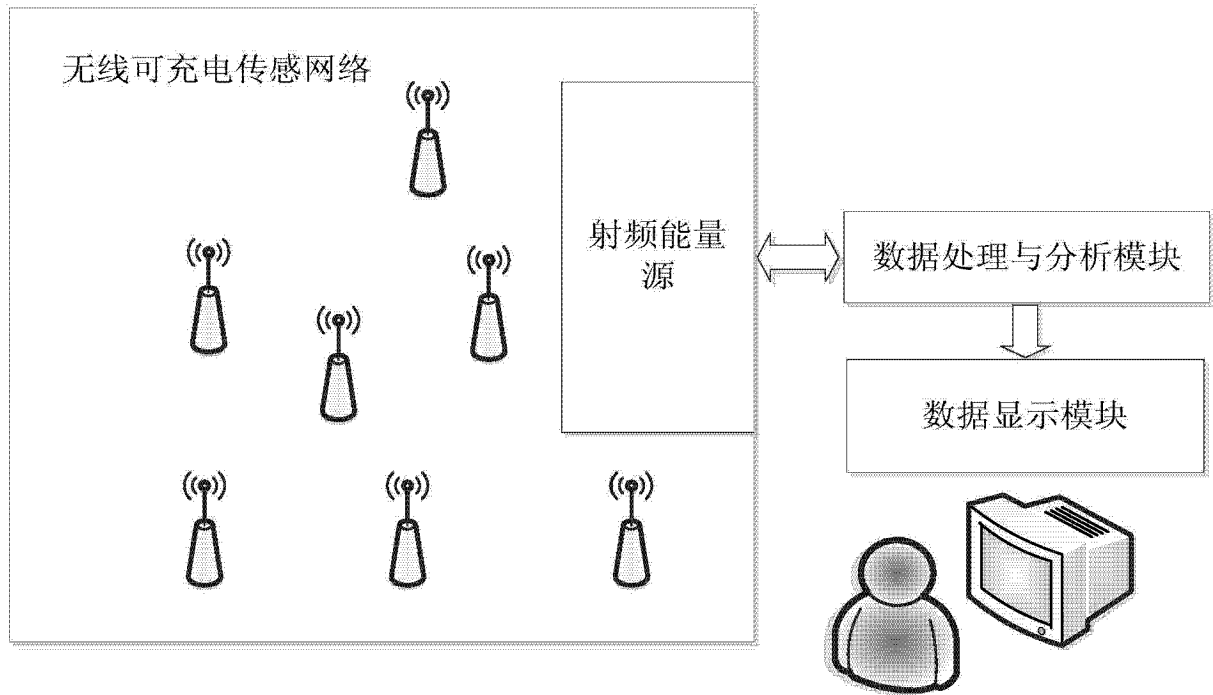 无线可充电传感网络
射频能量
源
数据处理与分析模块
数据显示模块